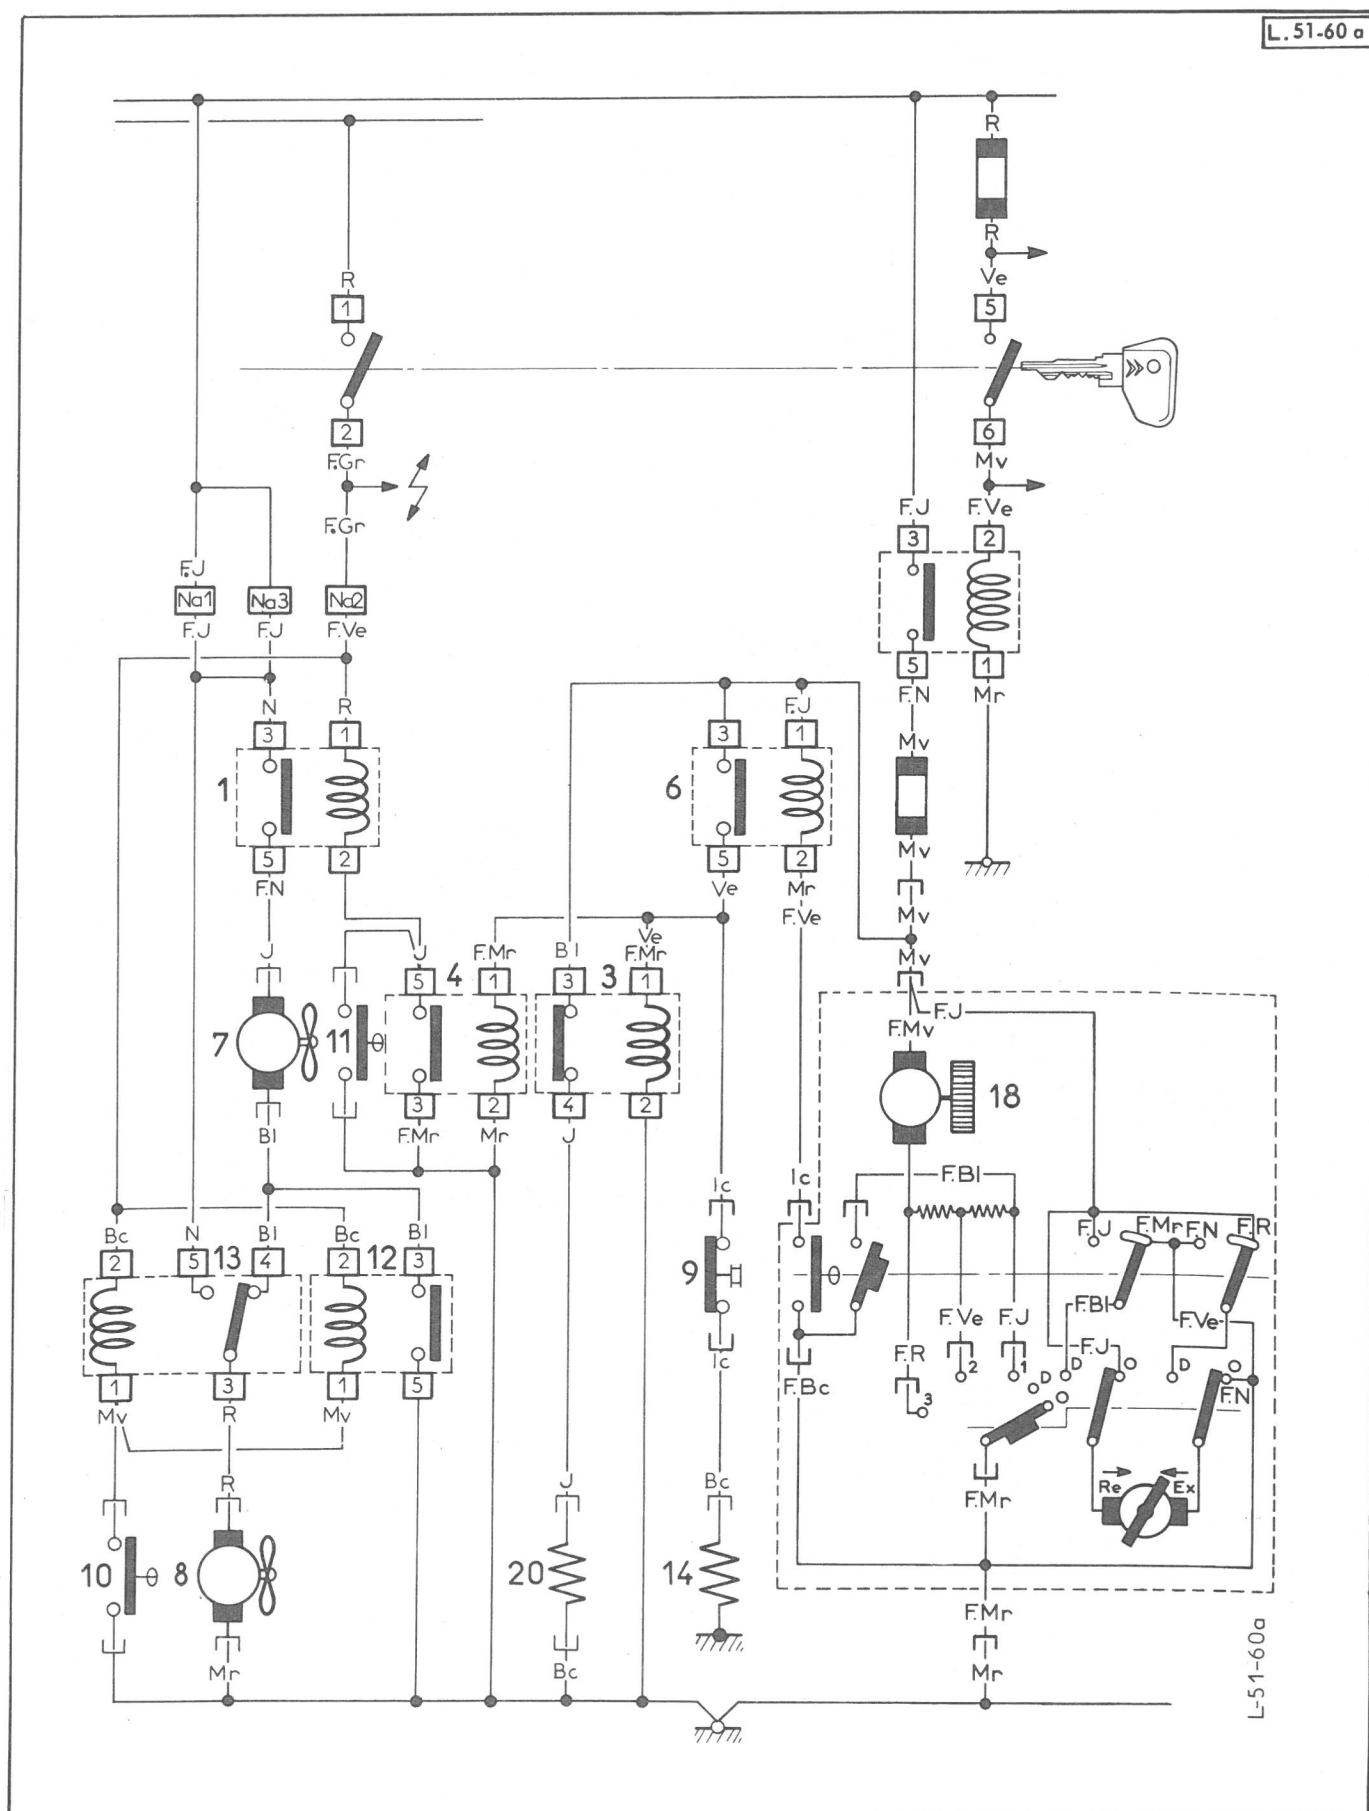 L.51-60 a
R
R
R
Ve
1
5
2
6
F.Gr
Mv
F.Gr
F.J
F.Ve
3
2
F.J
Na1
Na3
Na2
F.J
F.J
F.Ve
5
1
F.N
Mr
N
R
F.J
3
1
3
1
Mv
1
6
5
2
5
2
Mv
F.N
Ve
Mr
F.Ve
Mv
J
J
F.Mr
Bl
Ve
F.Mr
Mv
5
4
1
3
3
1
F.J
F.Mv
7
11
18
3
2
4
2
Bl
F.Mr
Mr
J
Ic
Ic
F.Bl
Bc
N
Bl
Bc
Bl
F.J
F.Mr
F.N
F.R
2
5
13
4
2
12
3
9
F.Bl
F.Ve
F.Ve
F.J
F.J
Ic
F.R
2
1
D
D
O
D
O
1
3
1
5
F.Bc
F.N
3
Mv
R
Mv
R
J
Bc
Re
Ex
F.Mr
10
8
20
14
F.Mr
Mr
Bc
Mr
L-51-60a